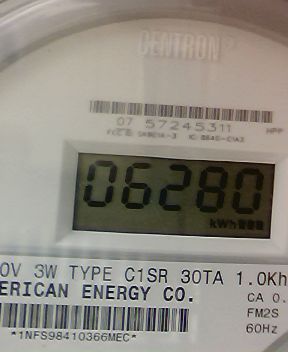 CENTRON
07 57245311
HPP
06280
kWh
0V 3W TYPE C1SR 30TA 1.0Kh
ERICAN ENERGY CO.
CA 0.
FM2S
60Hz
*1NFS98410366MEC*